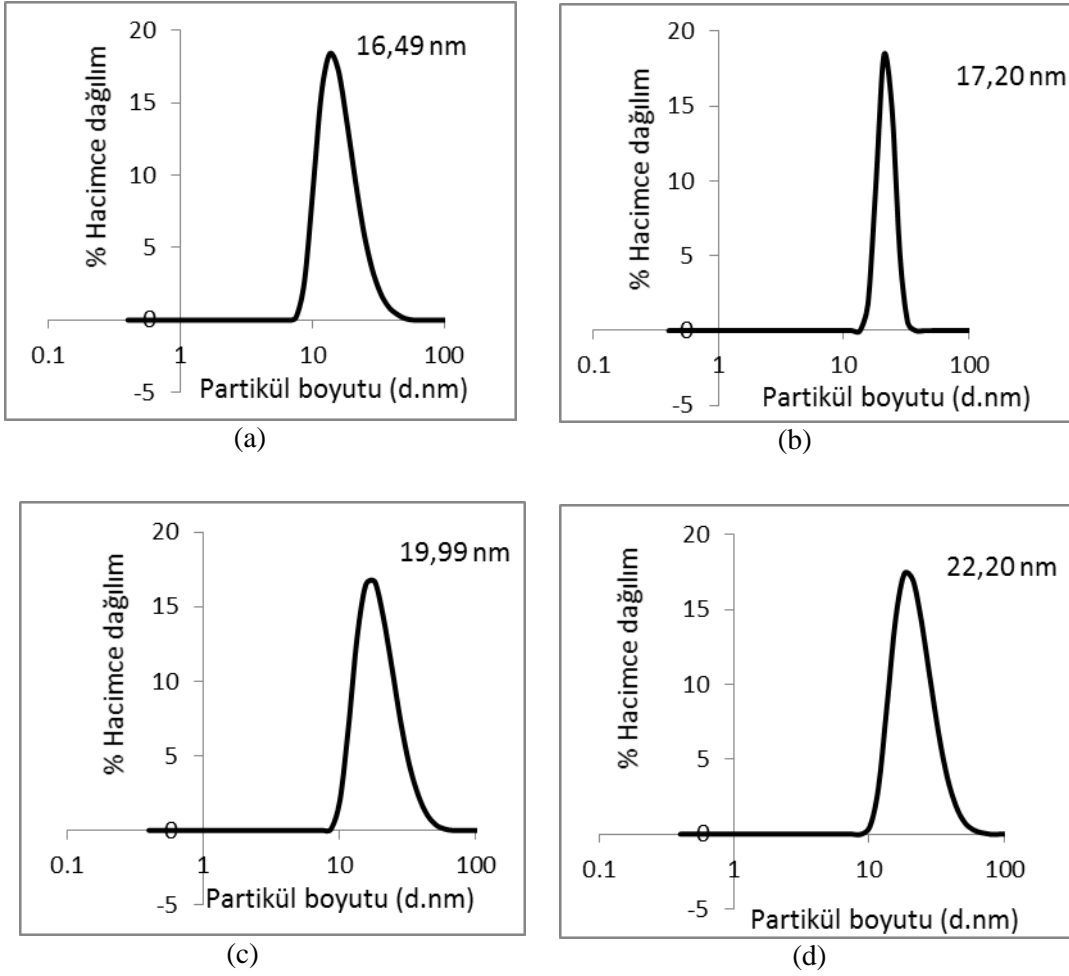 % Hacimce dağılım
20
15
10
5
0
-5
0.1
1
10
100
16,49 nm
Partikül boyutu (d.nm)
(a)
% Hacimce dağılım
20
15
10
5
0
-5
0.1
1
10
100
17,20 nm
Partikül boyutu (d.nm)
(b)
% Hacimce dağılım
20
15
10
5
0
-5
0.1
1
10
100
19,99 nm
Partikül boyutu (d.nm)
(c)
% Hacimce dağılım
20
15
10
5
0
-5
0.1
1
10
100
22,20 nm
Partikül boyutu (d.nm)
(d)